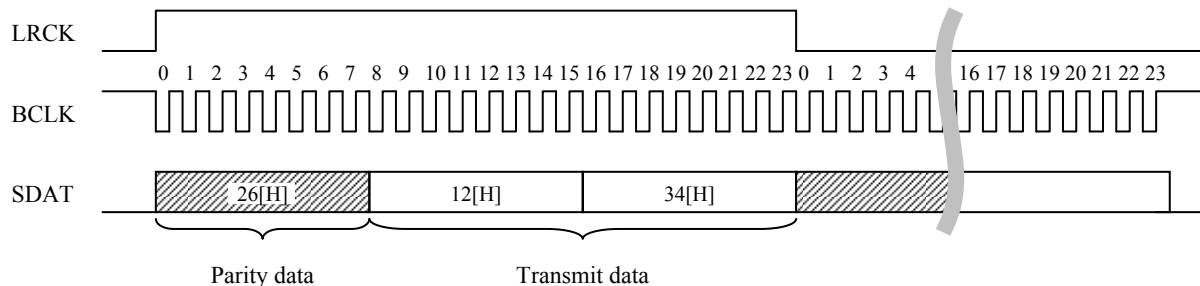 LRCK
0 1 2 3 4 5 6 7 8 9 10 11 12 13 14 15 16 17 18 19 20 21 22 23 0 1 2 3 4 16 17 18 19 20 21 22 23
BCLK
SDAT 26[H] 12[H] 34[H]
Parity data Transmit data